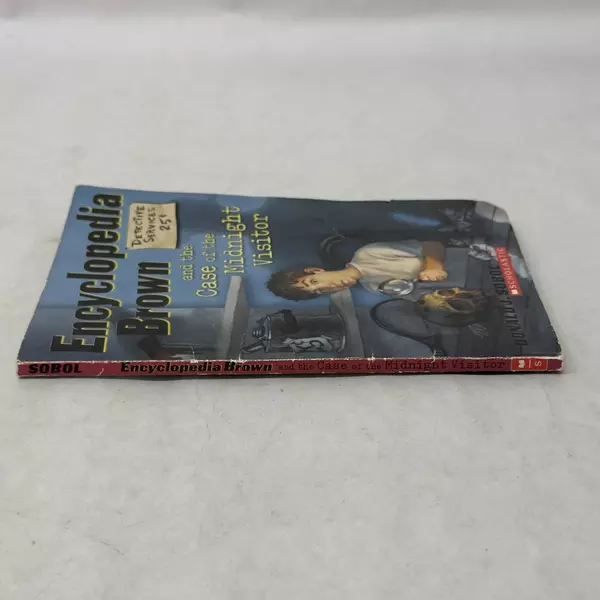 Encyclopedia
Brown
DETECTIVE
SERVICES
25¢
and the
Case of the
Midnight
Visitor
DONALD J. SOBOL
SCHOLASTIC
SOBOL Encyclopedia Brown and the Case of the Midnight Visitor S